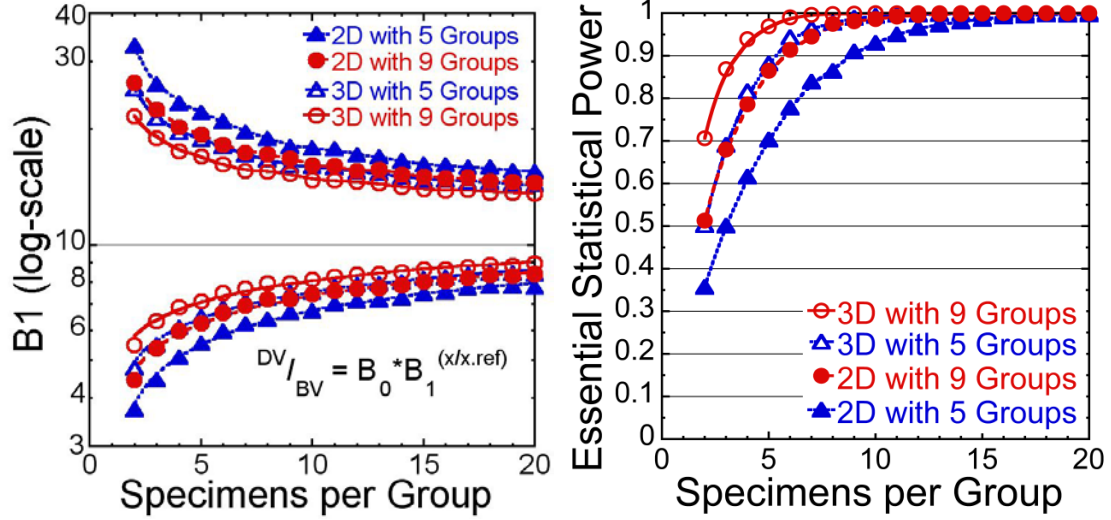 B1 (log-scale)
40
30
10
8
6
4
3
2D with 5 Groups
2D with 9 Groups
3D with 5 Groups
3D with 9 Groups
DV/BV = B0*B1 (x/x.ref)
0
5
10
15
20
Specimens per Group
Essential Statistical Power
1
0.9
0.8
0.7
0.6
0.5
0.4
0.3
0.2
0.1
0
3D with 9 Groups
3D with 5 Groups
2D with 9 Groups
2D with 5 Groups
0
5
10
15
20
Specimens per Group